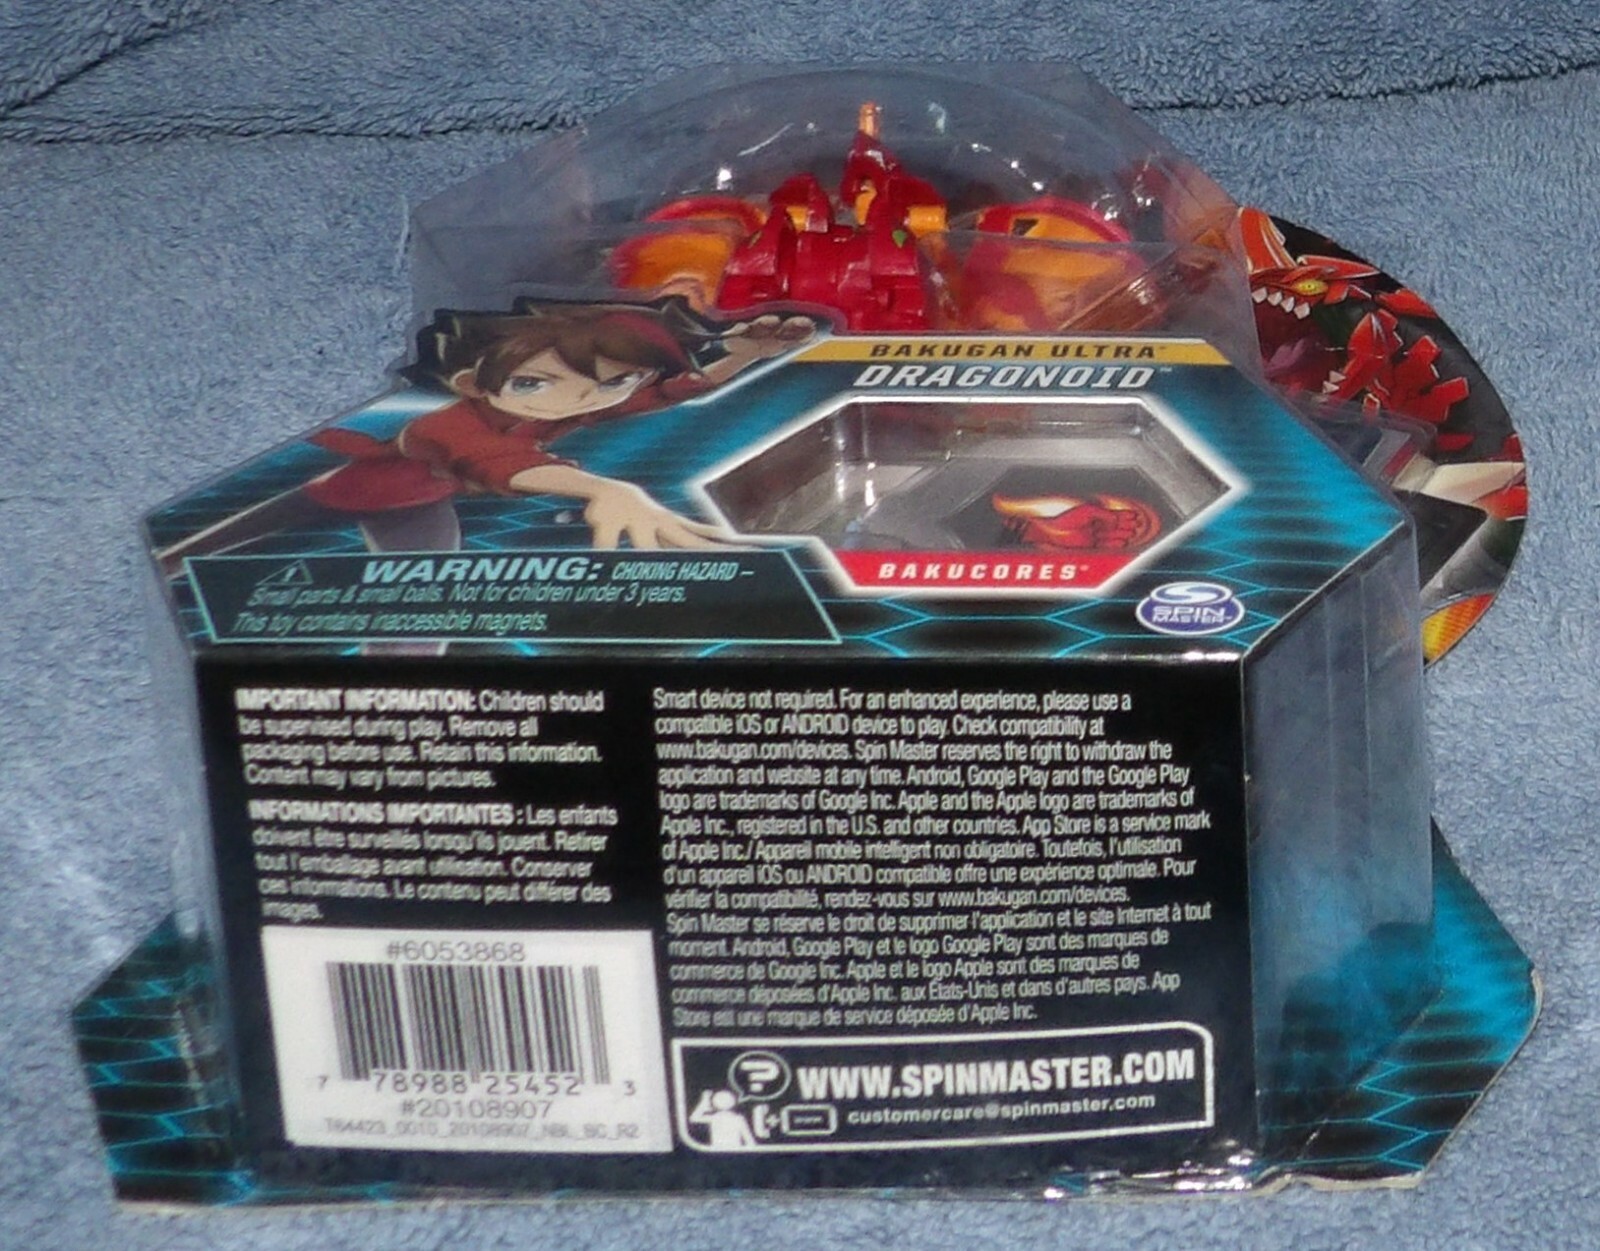 BAKUGAN ULTRA®
DRAGONOID™
BAKUCORES®
SPIN
MASTER™
WARNING: CHOKING HAZARD –
Small parts & small balls. Not for children under 3 years.
This toy contains inaccessible magnets.
IMPORTANT INFORMATION: Children should
be supervised during play. Remove all
packaging before use. Retain this information.
Content may vary from pictures.
INFORMATIONS IMPORTANTES : Les enfants
doivent être surveillés lorsqu'ils jouent. Retirer
tout l'emballage avant utilisation. Conserver
ces informations. Le contenu peut différer des
images.
#6053868
7 78988 25452 3
#20108907
T64423_0010_20108907_NBL_BC_R2
Smart device not required. For an enhanced experience, please use a
compatible iOS or ANDROID device to play. Check compatibility at
www.bakugan.com/devices. Spin Master reserves the right to withdraw the
application and website at any time. Android, Google Play and the Google Play
logo are trademarks of Google Inc. Apple and the Apple logo are trademarks of
Apple Inc., registered in the U.S. and other countries. App Store is a service mark
of Apple Inc./ Appareil mobile intelligent non obligatoire. Toutefois, l'utilisation
d'un appareil iOS ou ANDROID compatible offre une expérience optimale. Pour
vérifier la compatibilité, rendez-vous sur www.bakugan.com/devices.
Spin Master se réserve le droit de supprimer l'application et le site Internet à tout
moment. Android, Google Play et le logo Google Play sont des marques de
commerce de Google Inc. Apple et le logo Apple sont des marques de
commerce déposées d'Apple Inc. aux États-Unis et dans d'autres pays. App
Store est une marque de service déposée d'Apple Inc.
? WWW.SPINMASTER.COM
customercare@spinmaster.com